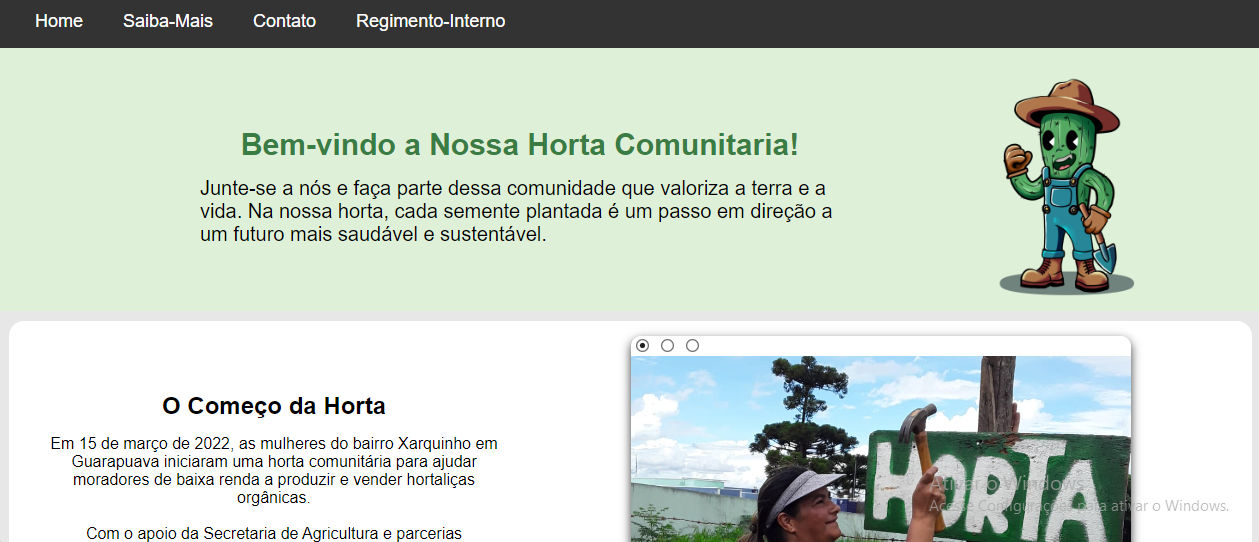 Home Saiba-Mais Contato Regimento-Interno
Bem-vindo a Nossa Horta Comunitaria!
Junte-se a nós e faça parte dessa comunidade que valoriza a terra e a
vida. Na nossa horta, cada semente plantada é um passo em direção a
um futuro mais saudável e sustentável.
O Começo da Horta
Em 15 de março de 2022, as mulheres do bairro Xarquinho em
Guarapuava iniciaram uma horta comunitária para ajudar
moradores de baixa renda a produzir e vender hortaliças
orgânicas.
Com o apoio da Secretaria de Agricultura e parcerias
HORTA
Ativar o Windows
Acesse Configurações para ativar o Windows.